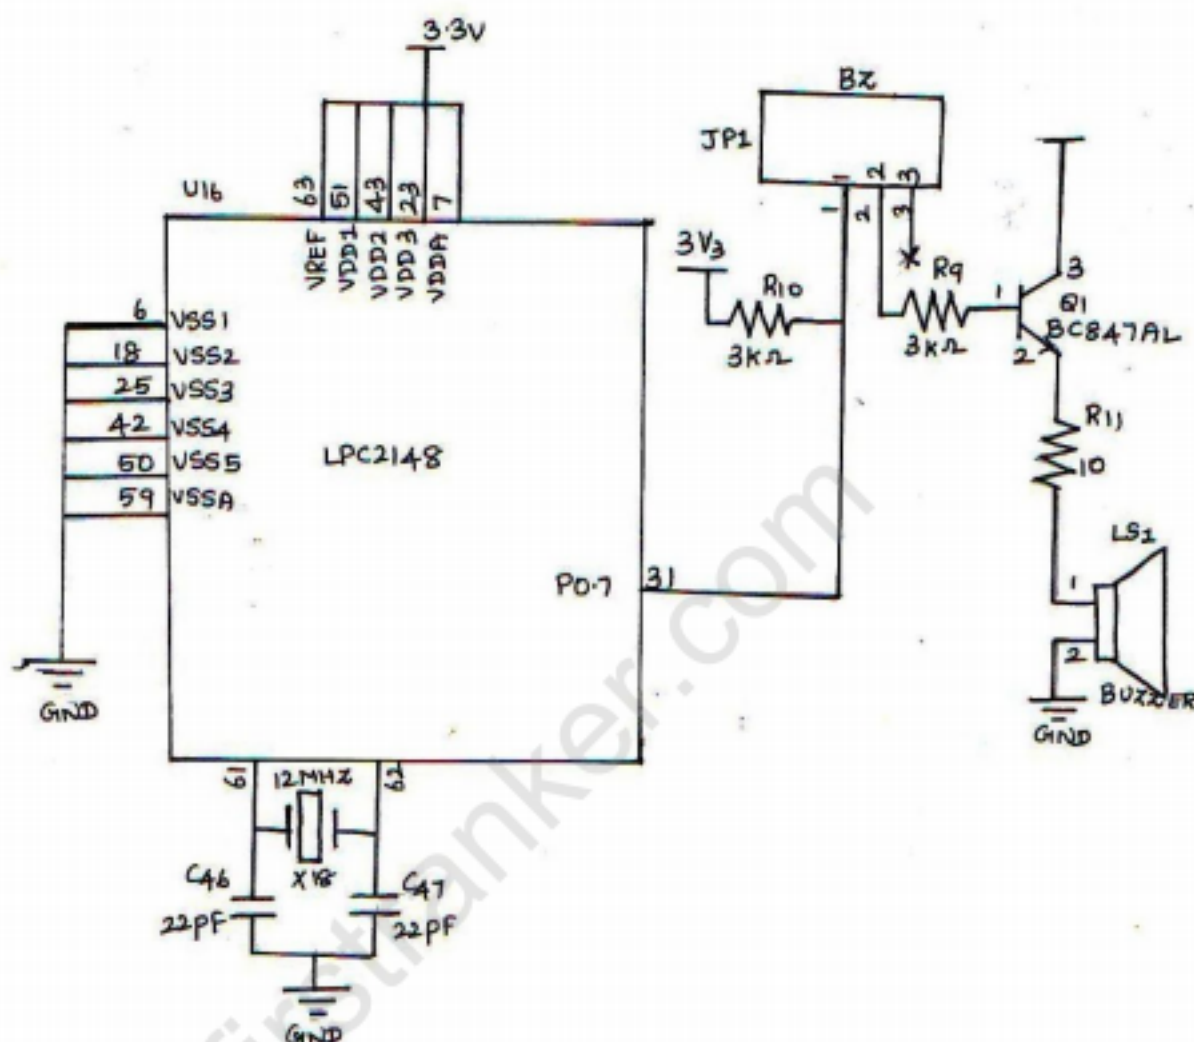 3.3V
BZ
JP1
1 2 3
1 2 3
U16
63 51 43 23 7
VREF VDD1 VDD2 VDD3 VDDA
3V3
R10
3KΩ
R9
3KΩ
1
3
Q1
BC847AL
2
6 VSS1
18 VSS2
25 VSS3
42 VSS4
50 VSS5
59 VSSA
LPC2148
R11
10
LS1
1
2
BUZZER
GND
P0.7 31
GND
61 12MHZ 62
X18
C46
22PF
C47
22PF
GND
firstranker.com